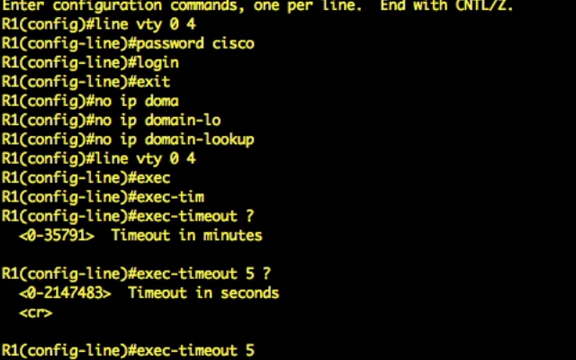 Enter configuration commands, one per line.  End with CNTL/Z.
R1(config)#line vty 0 4
R1(config-line)#password cisco
R1(config-line)#login
R1(config-line)#exit
R1(config)#no ip doma
R1(config)#no ip domain-lo
R1(config)#no ip domain-lookup
R1(config)#line vty 0 4
R1(config-line)#exec
R1(config-line)#exec-tim
R1(config-line)#exec-timeout ?
  <0-35791>  Timeout in minutes
R1(config-line)#exec-timeout 5 ?
  <0-2147483>  Timeout in seconds
  <cr>
R1(config-line)#exec-timeout 5